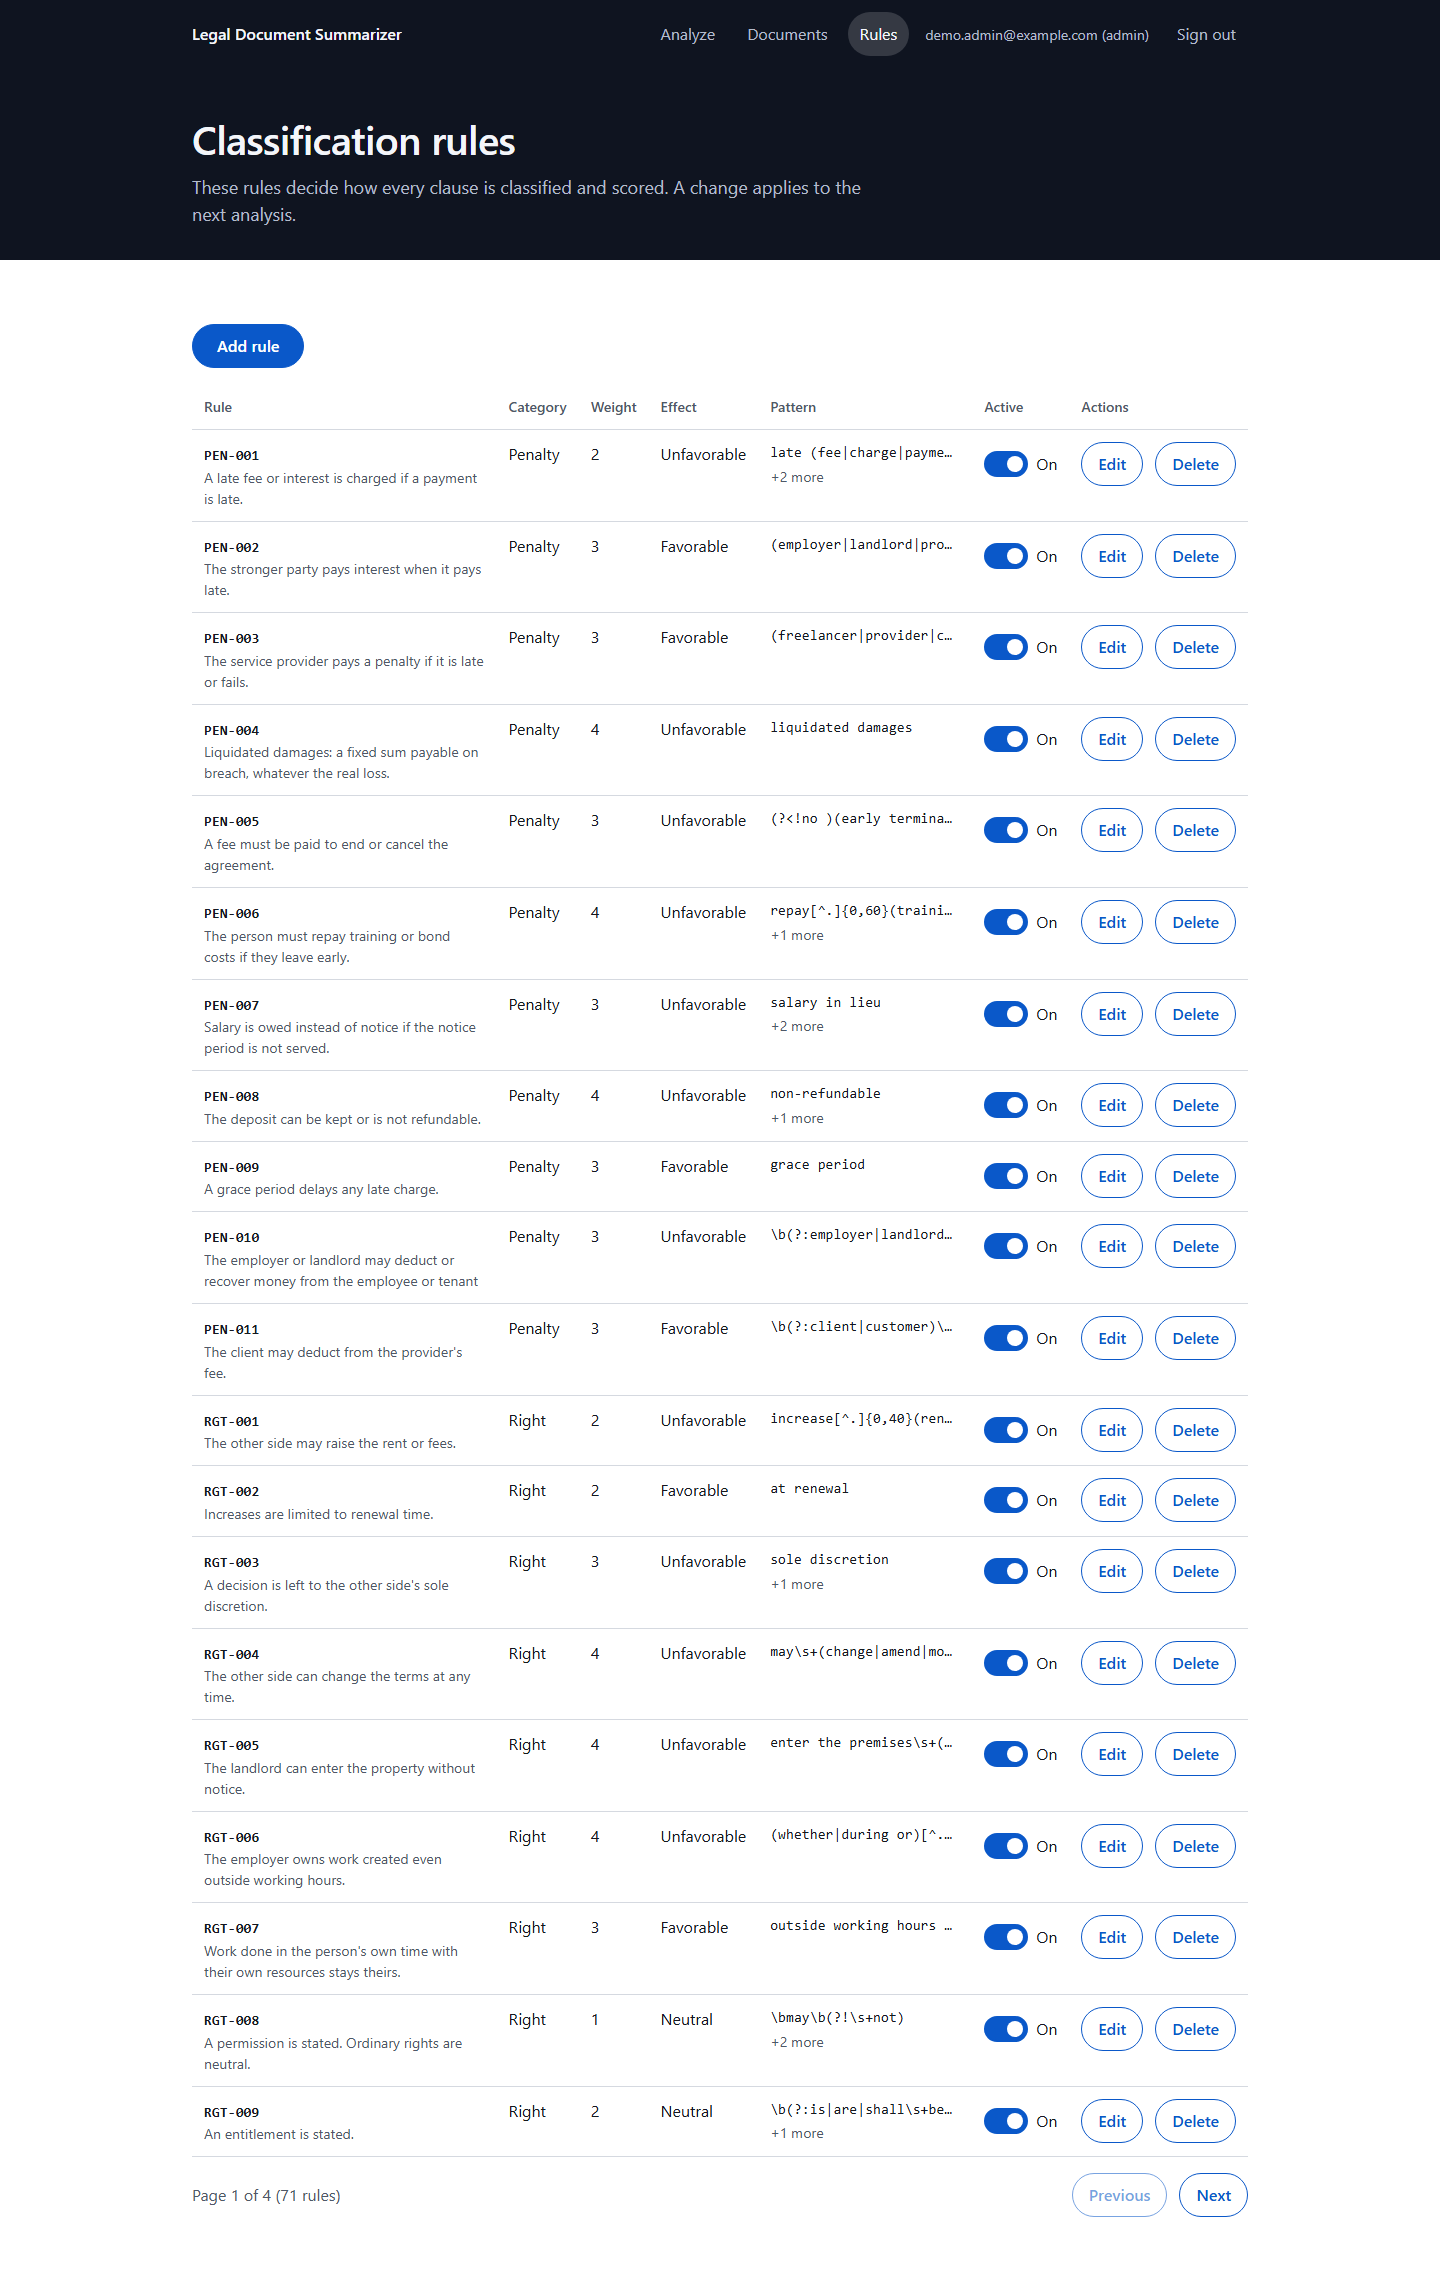 Legal Document Summarizer
Analyze
Documents
Rules
demo.admin@example.com (admin)
Sign out
Classification rules
These rules decide how every clause is classified and scored. A change applies to the
next analysis.
Add rule
Rule Category Weight Effect Pattern Active Actions
PEN-001 Penalty 2 Unfavorable late (fee|charge|payme… On Edit Delete
A late fee or interest is charged if a payment +2 more
is late.
PEN-002 Penalty 3 Favorable (employer|landlord|pro… On Edit Delete
The stronger party pays interest when it pays
late.
PEN-003 Penalty 3 Favorable (freelancer|provider|c… On Edit Delete
The service provider pays a penalty if it is late
or fails.
PEN-004 Penalty 4 Unfavorable liquidated damages On Edit Delete
Liquidated damages: a fixed sum payable on
breach, whatever the real loss.
PEN-005 Penalty 3 Unfavorable (?<!no )(early termina… On Edit Delete
A fee must be paid to end or cancel the
agreement.
PEN-006 Penalty 4 Unfavorable repay[^.]{0,60}(traini… On Edit Delete
The person must repay training or bond +1 more
costs if they leave early.
PEN-007 Penalty 3 Unfavorable salary in lieu On Edit Delete
Salary is owed instead of notice if the notice +2 more
period is not served.
PEN-008 Penalty 4 Unfavorable non-refundable On Edit Delete
The deposit can be kept or is not refundable. +1 more
PEN-009 Penalty 3 Favorable grace period On Edit Delete
A grace period delays any late charge.
PEN-010 Penalty 3 Unfavorable \b(?:employer|landlord… On Edit Delete
The employer or landlord may deduct or
recover money from the employee or tenant
PEN-011 Penalty 3 Favorable \b(?:client|customer)\… On Edit Delete
The client may deduct from the provider's
fee.
RGT-001 Right 2 Unfavorable increase[^.]{0,40}(ren… On Edit Delete
The other side may raise the rent or fees.
RGT-002 Right 2 Favorable at renewal On Edit Delete
Increases are limited to renewal time.
RGT-003 Right 3 Unfavorable sole discretion On Edit Delete
A decision is left to the other side's sole +1 more
discretion.
RGT-004 Right 4 Unfavorable may\s+(change|amend|mo… On Edit Delete
The other side can change the terms at any
time.
RGT-005 Right 4 Unfavorable enter the premises\s+(… On Edit Delete
The landlord can enter the property without
notice.
RGT-006 Right 4 Unfavorable (whether|during or)[^.… On Edit Delete
The employer owns work created even
outside working hours.
RGT-007 Right 3 Favorable outside working hours … On Edit Delete
Work done in the person's own time with
their own resources stays theirs.
RGT-008 Right 1 Neutral \bmay\b(?!\s+not) On Edit Delete
A permission is stated. Ordinary rights are +2 more
neutral.
RGT-009 Right 2 Neutral \b(?:is|are|shall\s+be… On Edit Delete
An entitlement is stated. +1 more
Page 1 of 4 (71 rules) Previous Next